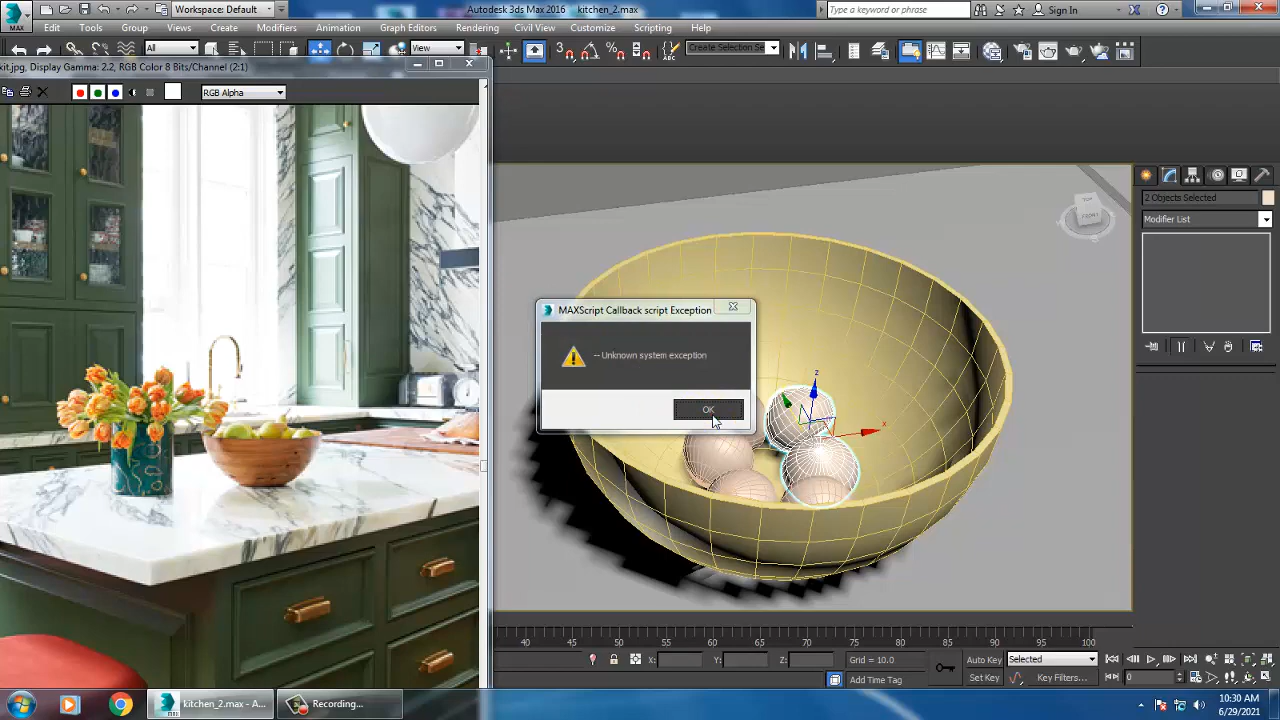 Workspace: Default
Autodesk 3ds Max 2016
kitchen_2.max
Type a keyword or phrase
Sign In
MAX
Edit
Tools
Group
Views
Create
Modifiers
Animation
Graph Editors
Rendering
Civil View
Customize
Scripting
Help
All
View
3
Create Selection Se
kit.jpg, Display Gamma: 2.2, RGB Color 8 Bits/Channel (2:1)
RGB Alpha
TOP
FRONT
2 Objects Selected
Modifier List
MAXScript Callback script Exception
-- Unknown system exception
OK
z
x
40 45 50 55 60 65 70 75 80 85 90 95 100
X:
Y:
Z:
Grid = 10.0
Auto Key
Selected
Add Time Tag
Set Key
Key Filters...
0
kitchen_2.max - A...
Recording...
10:30 AM
6/29/2021